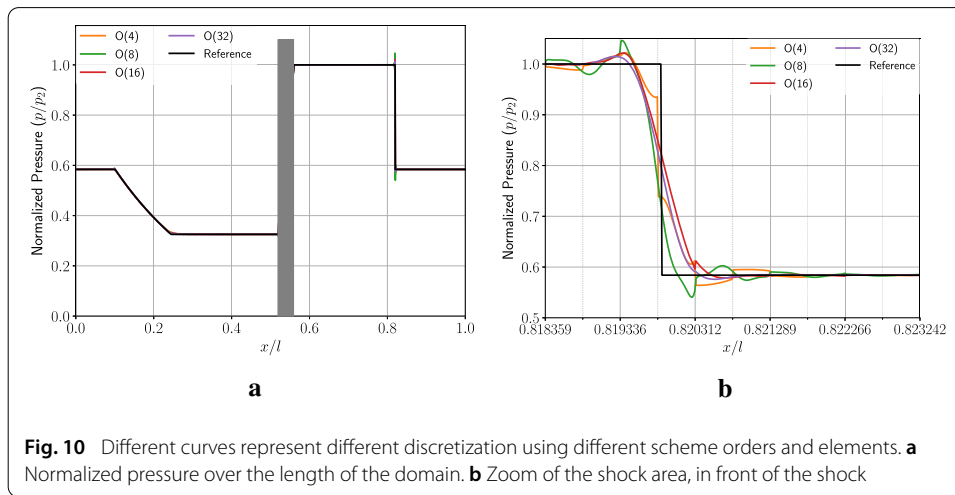 O(4)
O(8)
O(16)
O(32)
Reference
Normalized Pressure (p/p₂)
1.0
0.8
0.6
0.4
0.2
0.0
0.0 0.2 0.4 0.6 0.8 1.0
x/l
a
O(4)
O(8)
O(16)
O(32)
Reference
Normalized Pressure (p/p₂)
1.0
0.9
0.8
0.7
0.6
0.5
0.818359 0.819336 0.820312 0.821289 0.822266 0.823242
x/l
b
Fig. 10 Different curves represent different discretization using different scheme orders and elements. a
Normalized pressure over the length of the domain. b Zoom of the shock area, in front of the shock